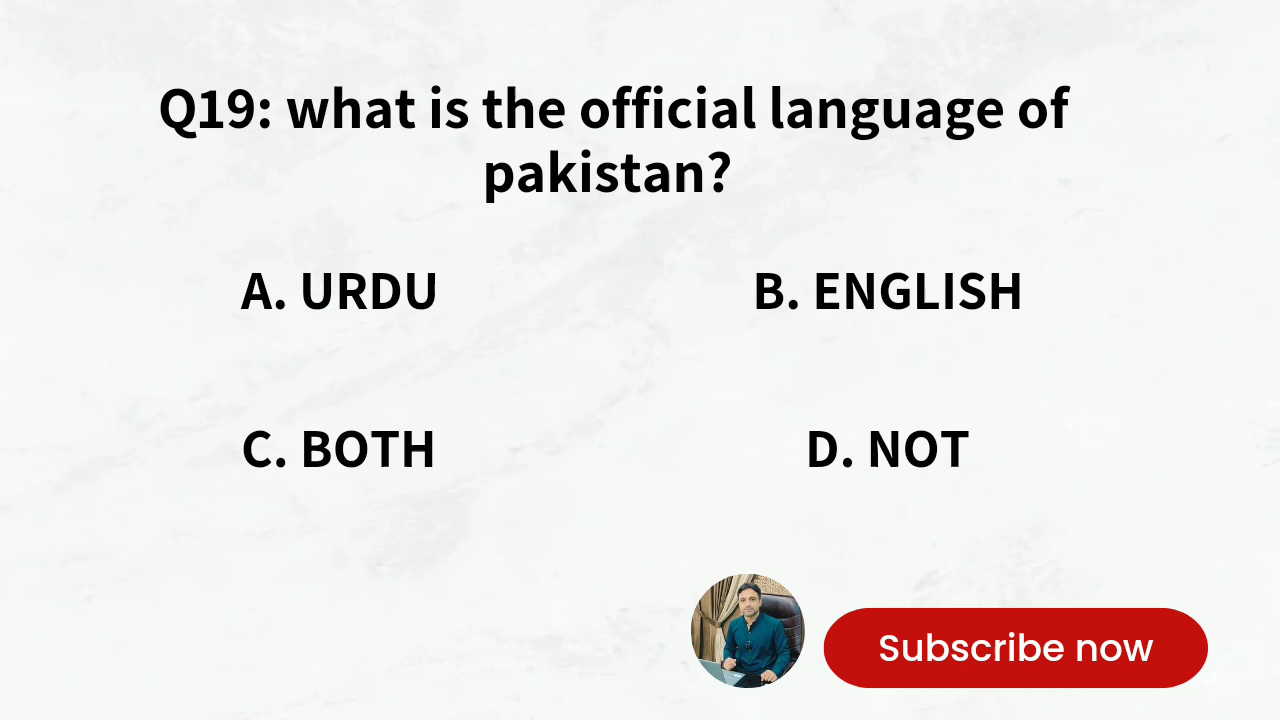 Q19: what is the official language of
pakistan?
A. URDU
B. ENGLISH
C. BOTH
D. NOT
Subscribe now